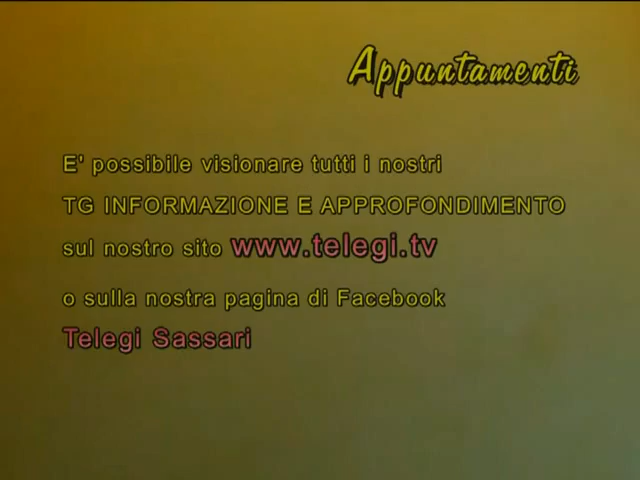 Appuntamenti
E' possibile visionare tutti i nostri
TG INFORMAZIONE E APPROFONDIMENTO
sul nostro sito www.telegi.tv
o sulla nostra pagina di Facebook
Telegi Sassari